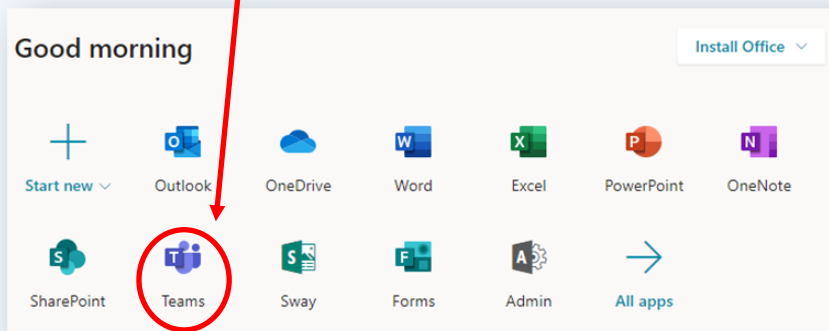 Good morning
Install Office
Start new
Outlook
OneDrive
Word
Excel
PowerPoint
OneNote
SharePoint
Teams
Sway
Forms
Admin
All apps